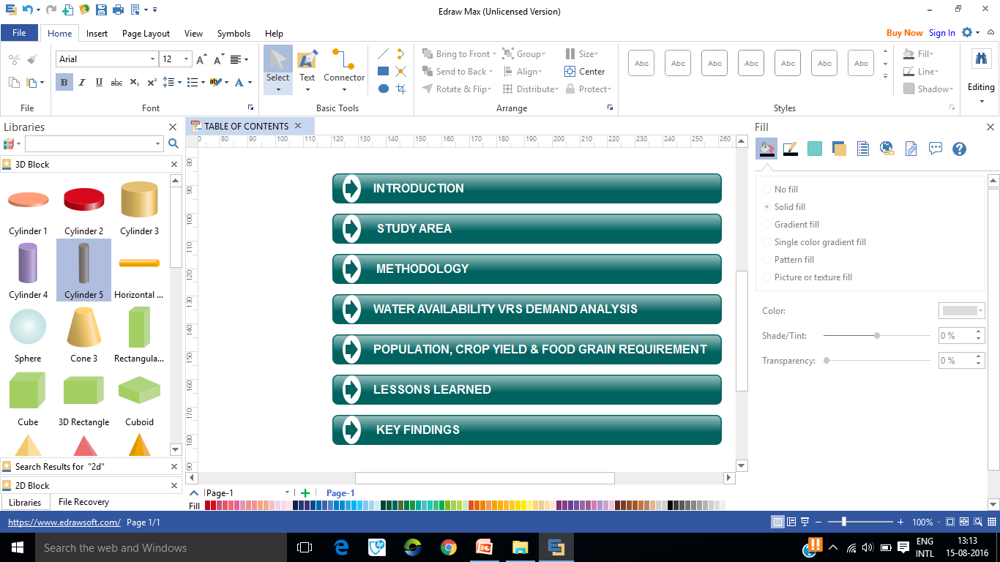 Edraw Max (Unlicensed Version)
File Home Insert Page Layout View Symbols Help Buy Now Sign In
Arial 12
Select Text Connector
Bring to Front Group Size
Send to Back Align Center
Rotate & Flip Distribute Protect
Abc Abc Abc Abc Abc Abc Abc
Fill
Line
Shadow
Editing
B I U abc X₂ X² A
File Font Basic Tools Arrange Styles
Libraries
3D Block
Cylinder 1 Cylinder 2 Cylinder 3
Cylinder 4 Cylinder 5 Horizontal ...
Sphere Cone 3 Rectangula...
Cube 3D Rectangle Cuboid
Search Results for "2d"
2D Block
Libraries File Recovery
TABLE OF CONTENTS
80 90 100 110 120 130 140 150 160 170 180 190 200 210 220 230 240 250 260
80
90
100
110
120
130
140
150
160
170
180
90
INTRODUCTION
STUDY AREA
METHODOLOGY
WATER AVAILABILITY VRS DEMAND ANALYSIS
POPULATION, CROP YIELD & FOOD GRAIN REQUIREMENT
LESSONS LEARNED
KEY FINDINGS
Page-1 Page-1
Fill
Fill
No fill
Solid fill
Gradient fill
Single color gradient fill
Pattern fill
Picture or texture fill
Color:
Shade/Tint: 0 %
Transparency: 0 %
https://www.edrawsoft.com/ Page 1/1 100%
Search the web and Windows
ENG 13:13
INTL 15-08-2016